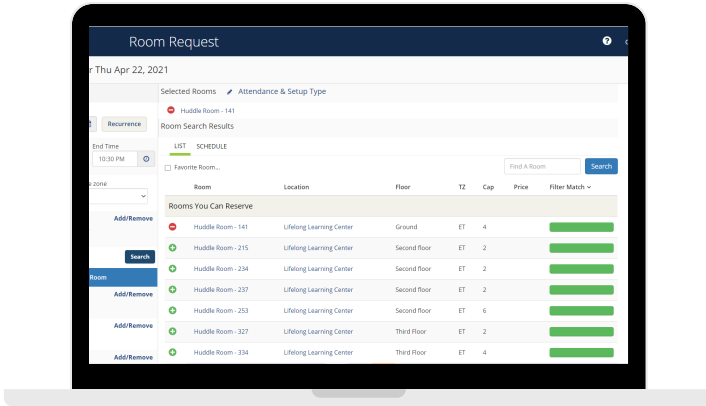 Room Request
r Thu Apr 22, 2021
Selected Rooms Attendance & Setup Type
Huddle Room - 141
Recurrence
Room Search Results
End Time
LIST SCHEDULE
10:30 PM
Favorite Room...
Find A Room Search
e zone
Room Location Floor TZ Cap Price Filter Match
Rooms You Can Reserve
Add/Remove
Huddle Room - 141 Lifelong Learning Center Ground ET 4
Huddle Room - 215 Lifelong Learning Center Second floor ET 2
Search
Huddle Room - 234 Lifelong Learning Center Second floor ET 2
Room
Huddle Room - 237 Lifelong Learning Center Second floor ET 2
Add/Remove
Huddle Room - 253 Lifelong Learning Center Second floor ET 6
Add/Remove
Huddle Room - 327 Lifelong Learning Center Third Floor ET 2
Huddle Room - 334 Lifelong Learning Center Third Floor ET 4
Add/Remove